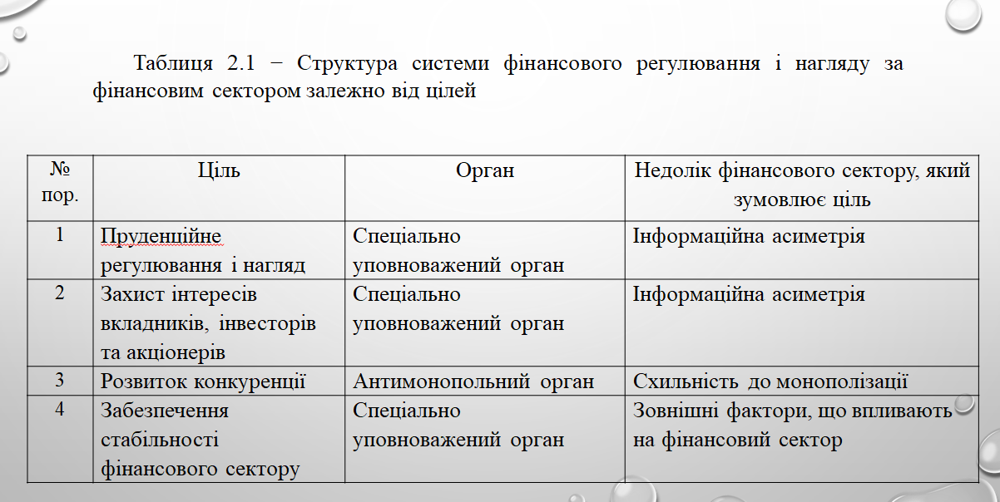 Таблиця 2.1 − Структура системи фінансового регулювання і нагляду за
фінансовим сектором залежно від цілей
№
пор.
Ціль
Орган
Недолік фінансового сектору, який
зумовлює ціль
1
Пруденційне
регулювання і нагляд
Спеціально
уповноважений орган
Інформаційна асиметрія
2
Захист інтересів
вкладників, інвесторів
та акціонерів
Спеціально
уповноважений орган
Інформаційна асиметрія
3
Розвиток конкуренції
Антимонопольний орган
Схильність до монополізації
4
Забезпечення
стабільності
фінансового сектору
Спеціально
уповноважений орган
Зовнішні фактори, що впливають
на фінансовий сектор